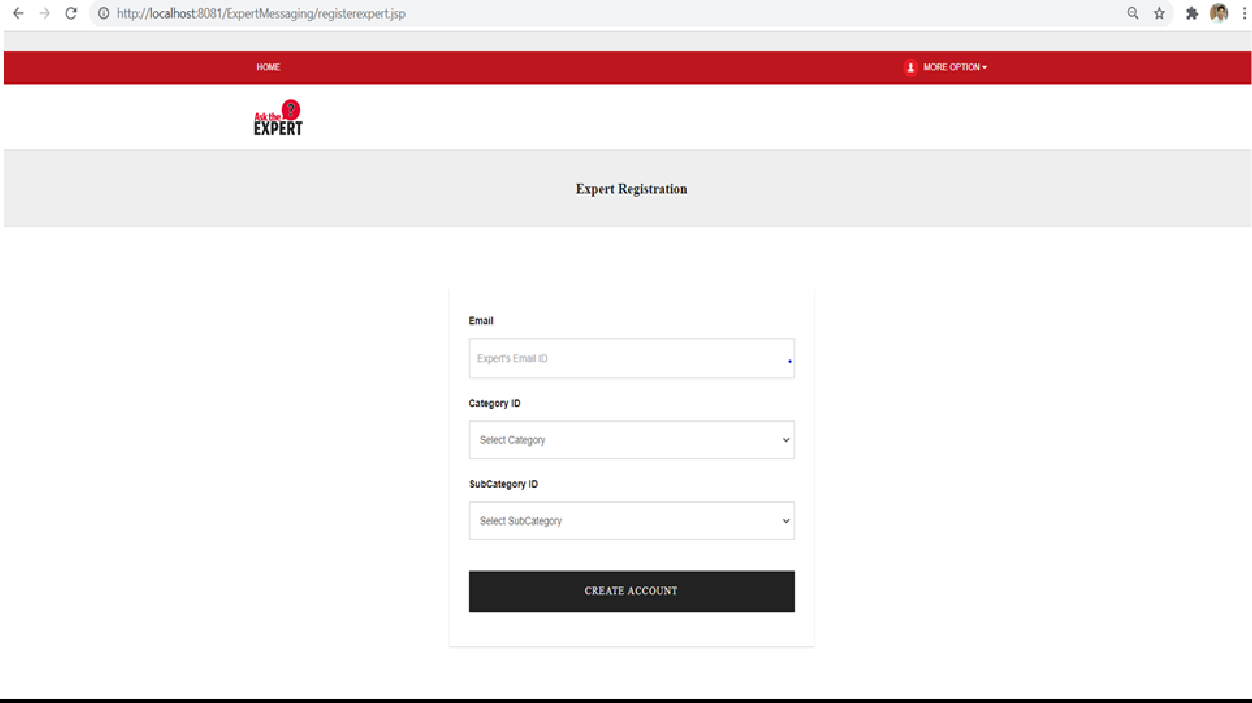 http://localhost:8081/ExpertMessaging/registerexpert.jsp
HOME
MORE OPTION
Ask the
?
EXPERT
Expert Registration
Email
Expert's Email ID
Category ID
Select Category
SubCategory ID
Select SubCategory
CREATE ACCOUNT